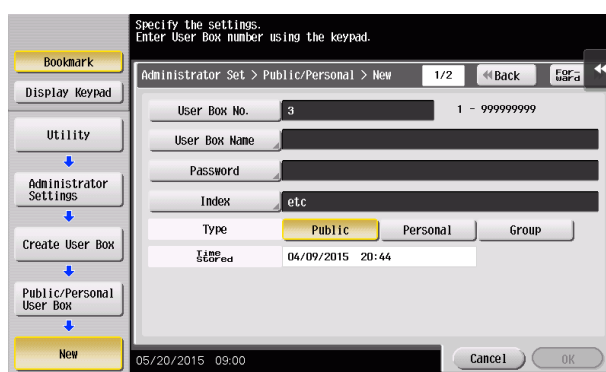 Specify the settings.
Enter User Box number using the keypad.
Bookmark
Display Keypad
Utility
Administrator
Settings
Create User Box
Public/Personal
User Box
New
Administrator Set > Public/Personal > New 1/2 Back For-
ward
User Box No. 3 1 - 999999999
User Box Name
Password
Index etc
Type Public Personal Group
Time
Stored 04/09/2015 20:44
05/20/2015 09:00 Cancel OK